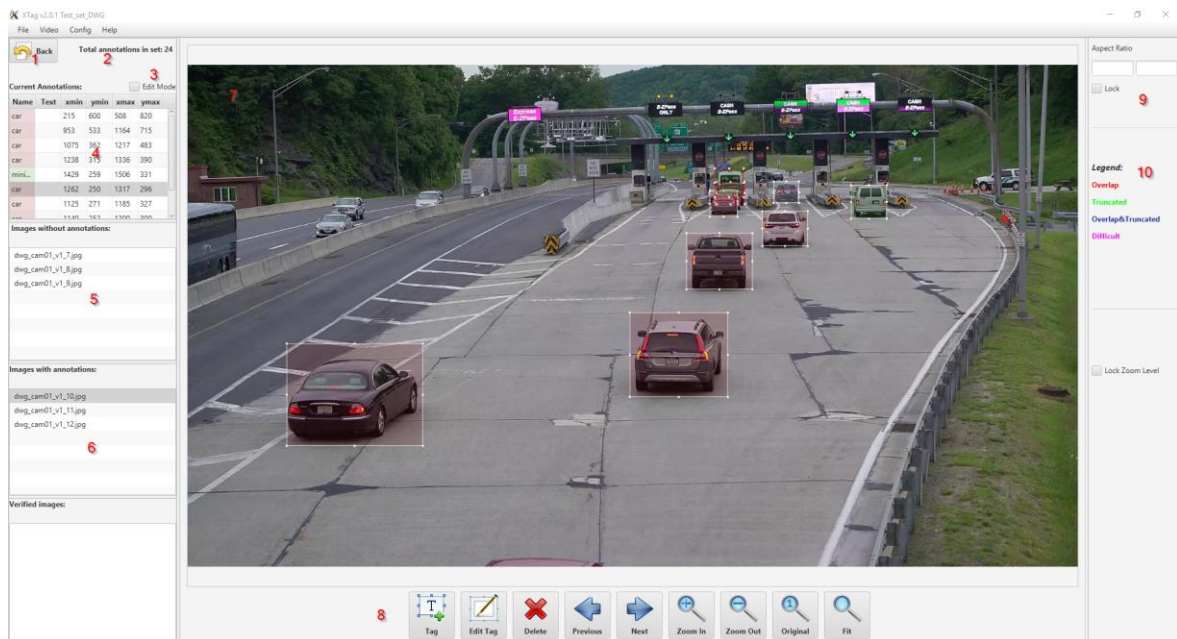 XTag v2.0.1 Test_set_DWG
File Video Config Help
Back
1
Total annotations in set: 24
2
3
Current Annotations:
Edit Mode
Name Text xmin ymin xmax ymax
car 215 600 508 820
car 953 533 1164 715
car 1075 362 1217 483
4
car 1238 315 1336 390
mini... 1429 259 1506 331
car 1262 250 1317 296
car 1125 271 1185 327
Images without annotations:
dwg_cam01_v1_7.jpg
dwg_cam01_v1_8.jpg
dwg_cam01_v1_9.jpg
5
Images with annotations:
dwg_cam01_v1_10.jpg
dwg_cam01_v1_11.jpg
dwg_cam01_v1_12.jpg
6
Verified images:
7
E-ZPass
E-ZPass
ONLY
CASH
E-ZPass
CASH
E-ZPass
CASH
E-ZPass
CASH
E-ZPass
8
Tag
Edit Tag
Delete
Previous
Next
Zoom In
Zoom Out
1
Original
Fit
Aspect Ratio
Lock
9
Legend:
10
Overlap
Truncated
Overlap&Truncated
Difficult
Lock Zoom Level